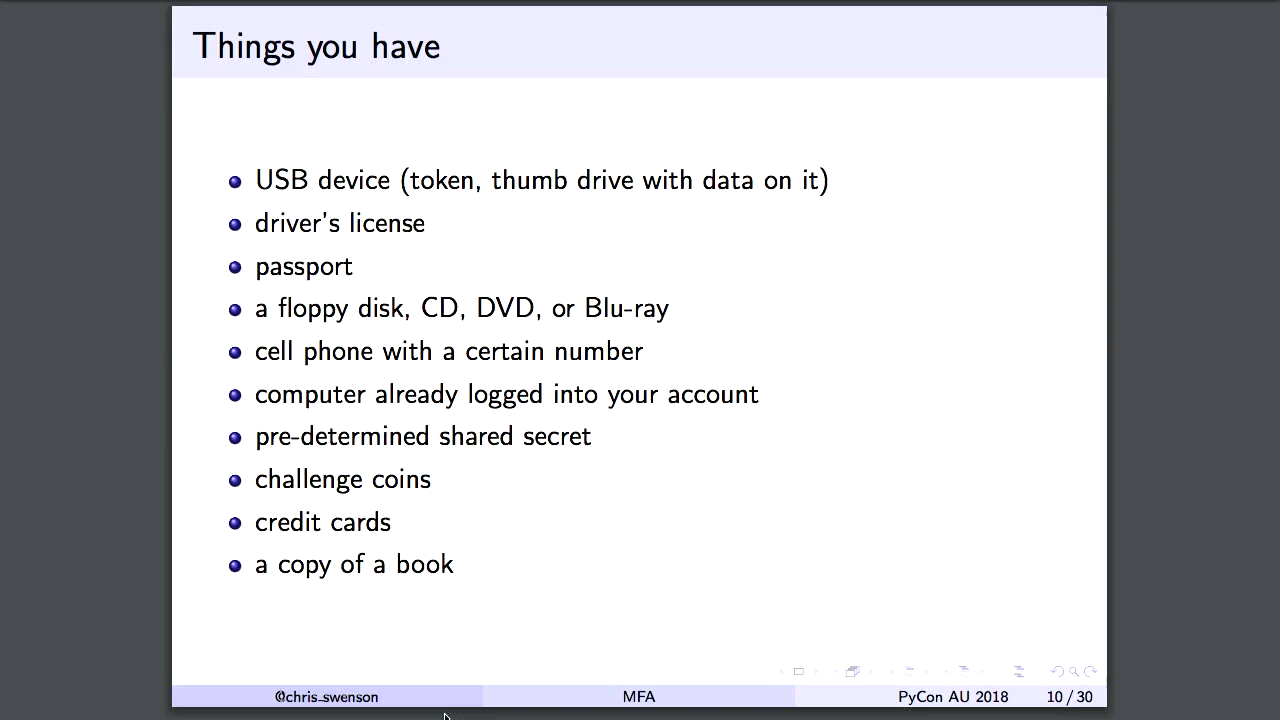 Things you have
USB device (token, thumb drive with data on it)
driver's license
passport
a floppy disk, CD, DVD, or Blu-ray
cell phone with a certain number
computer already logged into your account
pre-determined shared secret
challenge coins
credit cards
a copy of a book
@chris_swenson MFA PyCon AU 2018 10 / 30